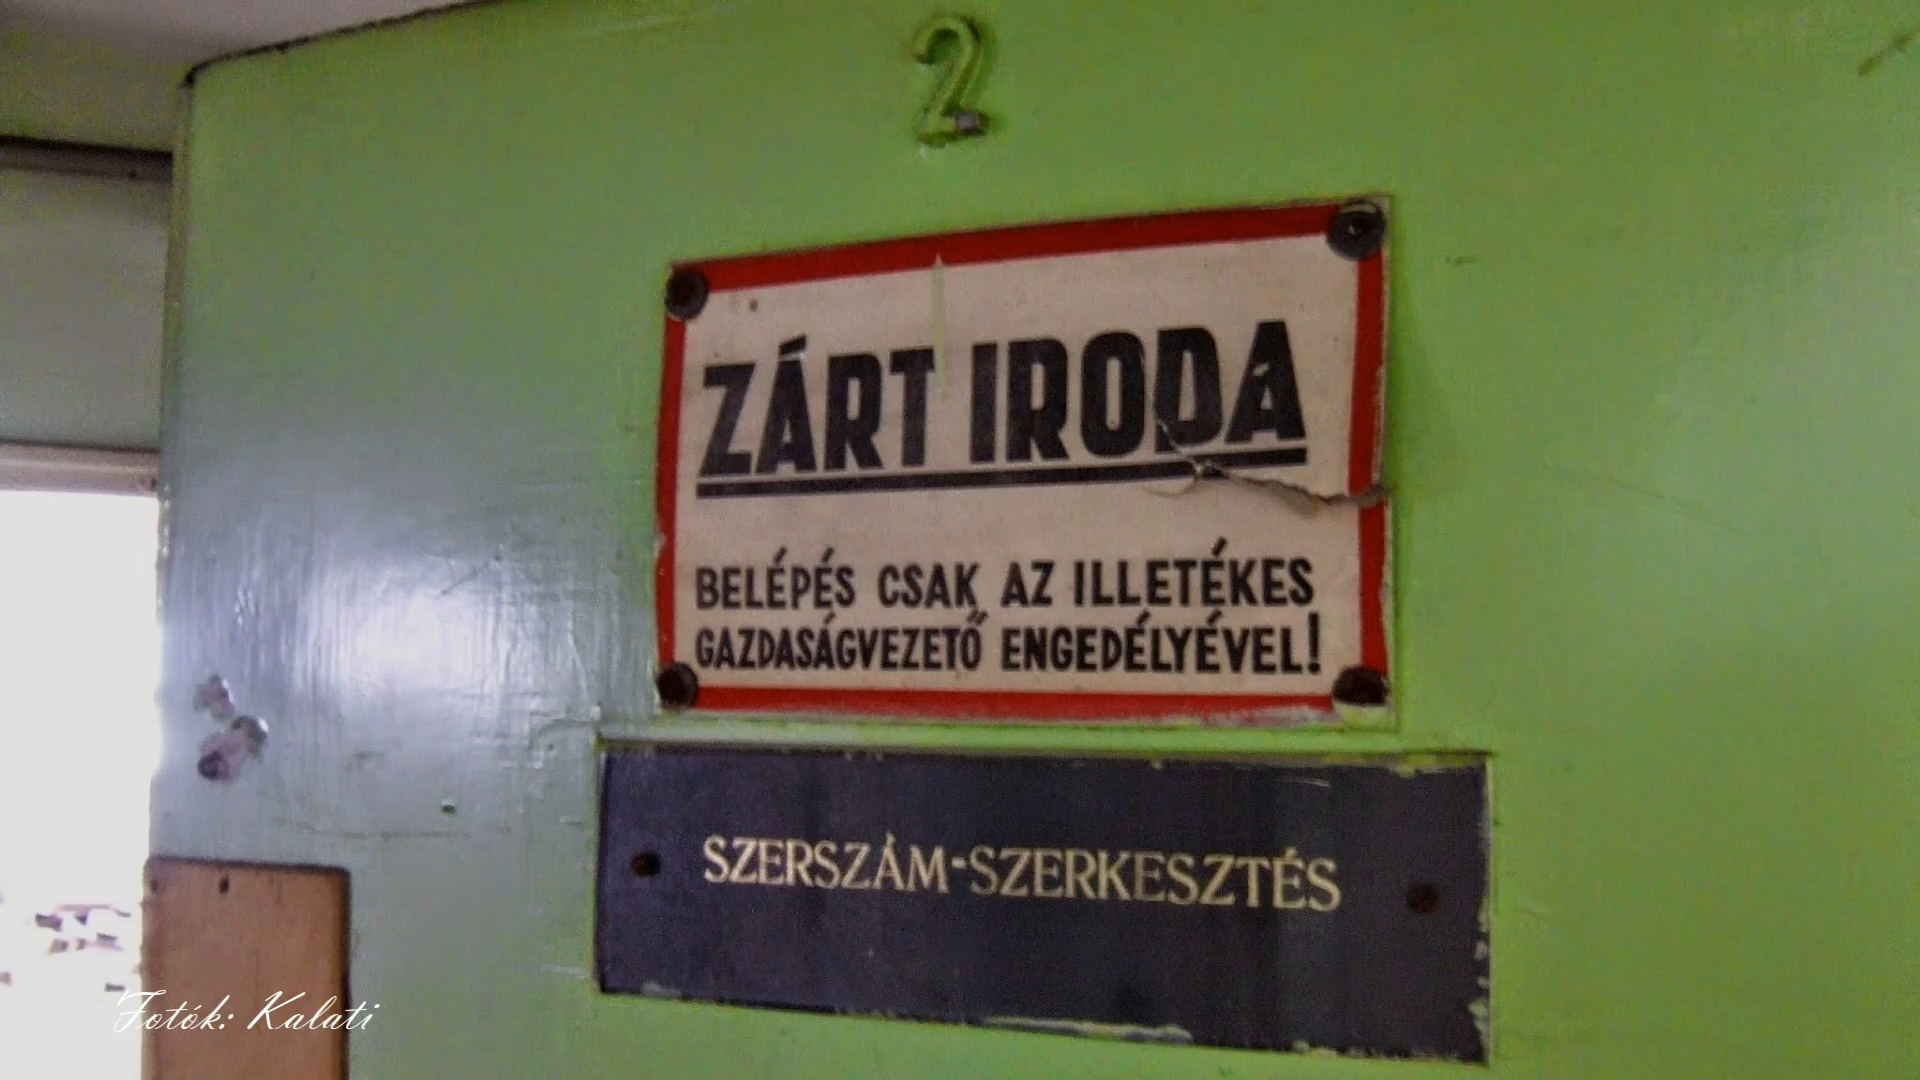 2
ZÁRT IRODA
BELÉPÉS CSAK AZ ILLETÉKES
GAZDASÁGVEZETŐ ENGEDÉLYÉVEL!
SZERSZÁM-SZERKESZTÉS
Fotók: Kalati